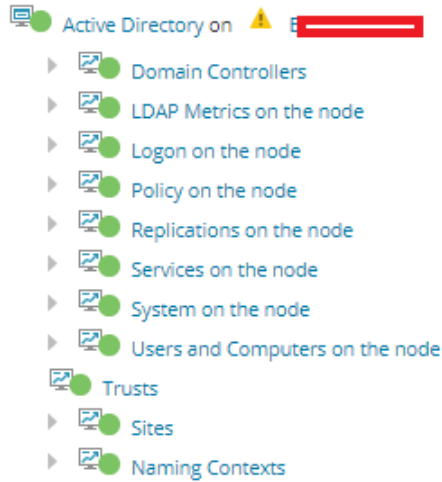 Active Directory on E
Domain Controllers
LDAP Metrics on the node
Logon on the node
Policy on the node
Replications on the node
Services on the node
System on the node
Users and Computers on the node
Trusts
Sites
Naming Contexts